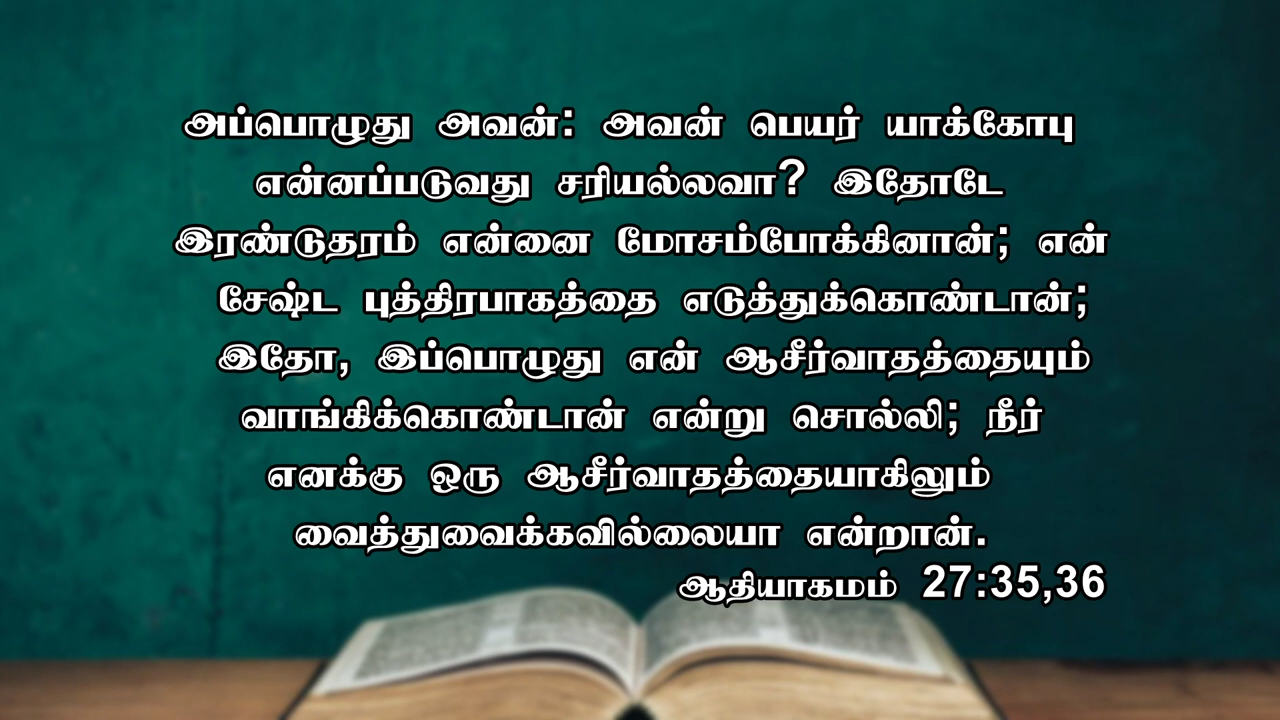 அப்பொழுது அவன்: அவன் பெயர் யாக்கோபு
என்னப்படுவது சரியல்லவா? இதோடே
இரண்டுதரம் என்னை மோசம்போக்கினான்; என்
சேஷ்ட புத்திரபாகத்தை எடுத்துக்கொண்டான்;
இதோ, இப்பொழுது என் ஆசீர்வாதத்தையும்
வாங்கிக்கொண்டான் என்று சொல்லி; நீர்
எனக்கு ஒரு ஆசீர்வாதத்தையாகிலும்
வைத்துவைக்கவில்லையா என்றான்.
ஆதியாகமம் 27:35,36